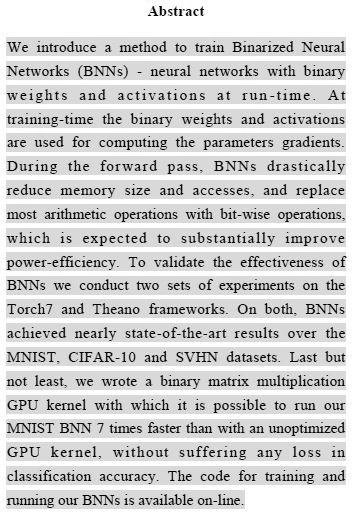 Abstract
We introduce a method to train Binarized Neural
Networks (BNNs) - neural networks with binary
weights and activations at run-time. At
training-time the binary weights and activations
are used for computing the parameters gradients.
During the forward pass, BNNs drastically
reduce memory size and accesses, and replace
most arithmetic operations with bit-wise operations,
which is expected to substantially improve
power-efficiency. To validate the effectiveness of
BNNs we conduct two sets of experiments on the
Torch7 and Theano frameworks. On both, BNNs
achieved nearly state-of-the-art results over the
MNIST, CIFAR-10 and SVHN datasets. Last but
not least, we wrote a binary matrix multiplication
GPU kernel with which it is possible to run our
MNIST BNN 7 times faster than with an unoptimized
GPU kernel, without suffering any loss in
classification accuracy. The code for training and
running our BNNs is available on-line.